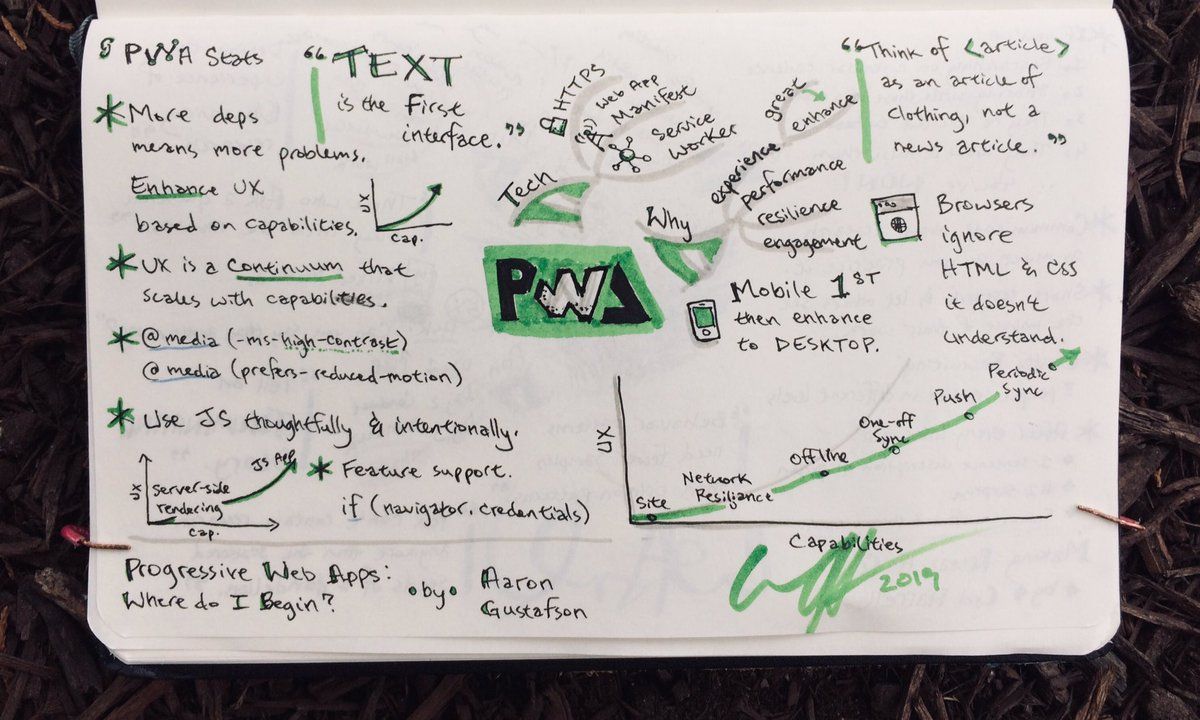 PWA Stats
* More deps
means more problems.
Enhance UX
based on capabilities.
UX
Cap.
* UX is a continuum that
scales with capabilities.
* @media (-ms-high-contrast)
@media (prefers-reduced-motion)
* Use JS thoughtfully & intentionally.
UX
Server-side
rendering
JS App
Cap.
* Feature support.
if (navigator.credentials)
“TEXT
is the First
interface.”
Tech
HTTPS
Web App
Manifest
Service
Worker
PWA
Why
experience
great
enhance
performance
resilience
engagement
“Think of <article>
as an article of
clothing, not a
news article.”
Browsers
ignore
HTML & CSS
it doesn't
understand.
Mobile 1ST
then enhance
to DESKTOP.
UX
Site
Network
Resiliance
Offline
One-off
Sync
Push
Periodic
Sync
Capabilities
Progressive Web Apps:
Where do I Begin?
•by•
Aaron
Gustafson
2019